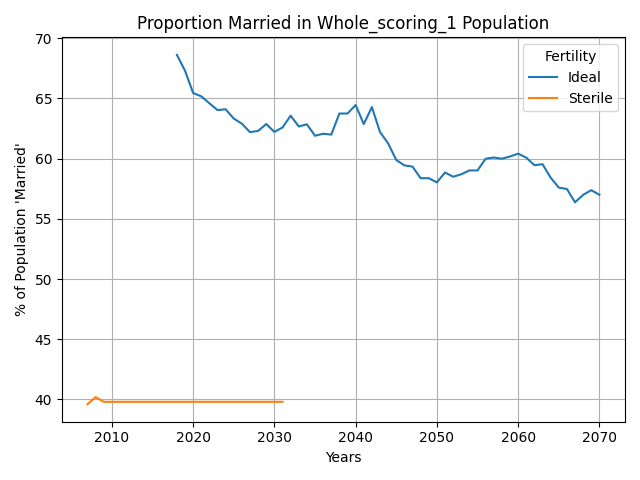 Proportion Married in Whole_scoring_1 Population
% of Population 'Married'
70
65
60
55
50
45
40
Fertility
Ideal
Sterile
2010 2020 2030 2040 2050 2060 2070
Years